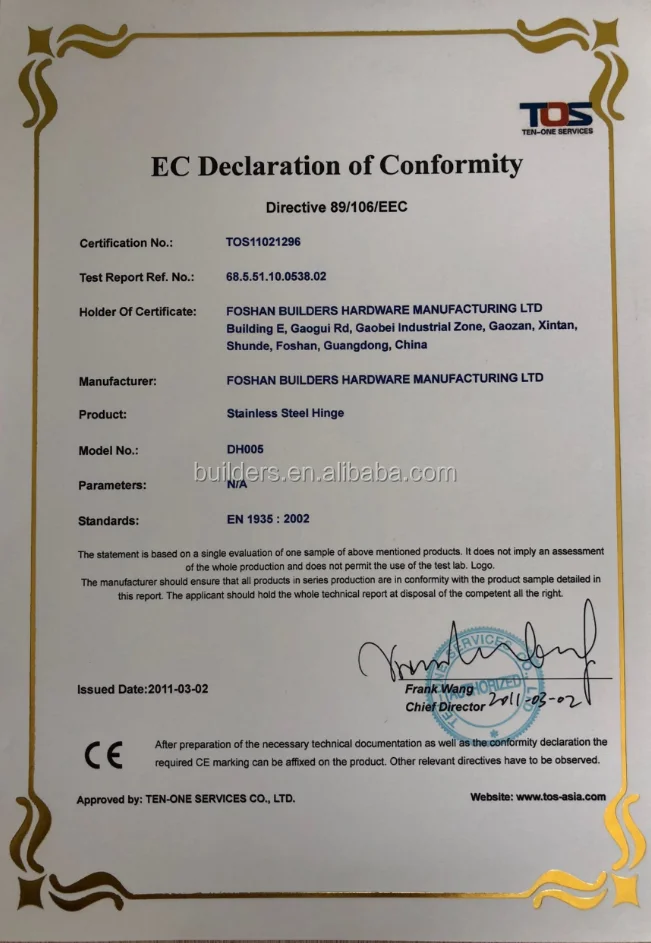 TOS
TEN-ONE SERVICES
EC Declaration of Conformity
Directive 89/106/EEC
Certification No.: TOS11021296
Test Report Ref. No.: 68.5.51.10.0538.02
Holder Of Certificate: FOSHAN BUILDERS HARDWARE MANUFACTURING LTD
Building E, Gaogui Rd, Gaobei Industrial Zone, Gaozan, Xintan,
Shunde, Foshan, Guangdong, China
Manufacturer: FOSHAN BUILDERS HARDWARE MANUFACTURING LTD
Product: Stainless Steel Hinge
Model No.: DH005
builders.en.alibaba.com
Parameters: N/A
Standards: EN 1935 : 2002
The statement is based on a single evaluation of one sample of above mentioned products. It does not imply an assessment
of the whole production and does not permit the use of the test lab. Logo.
The manufacturer should ensure that all products in series production are in conformity with the product sample detailed in
this report. The applicant should hold the whole technical report at disposal of the competent all the right.
TEN-ONE SERVICES CO., LTD
AUTHORIZED
Issued Date:2011-03-02
Frank Wang
Chief Director 2011-03-02
CE
After preparation of the necessary technical documentation as well as the conformity declaration the
required CE marking can be affixed on the product. Other relevant directives have to be observed.
Approved by: TEN-ONE SERVICES CO., LTD.
Website: www.tos-asia.com